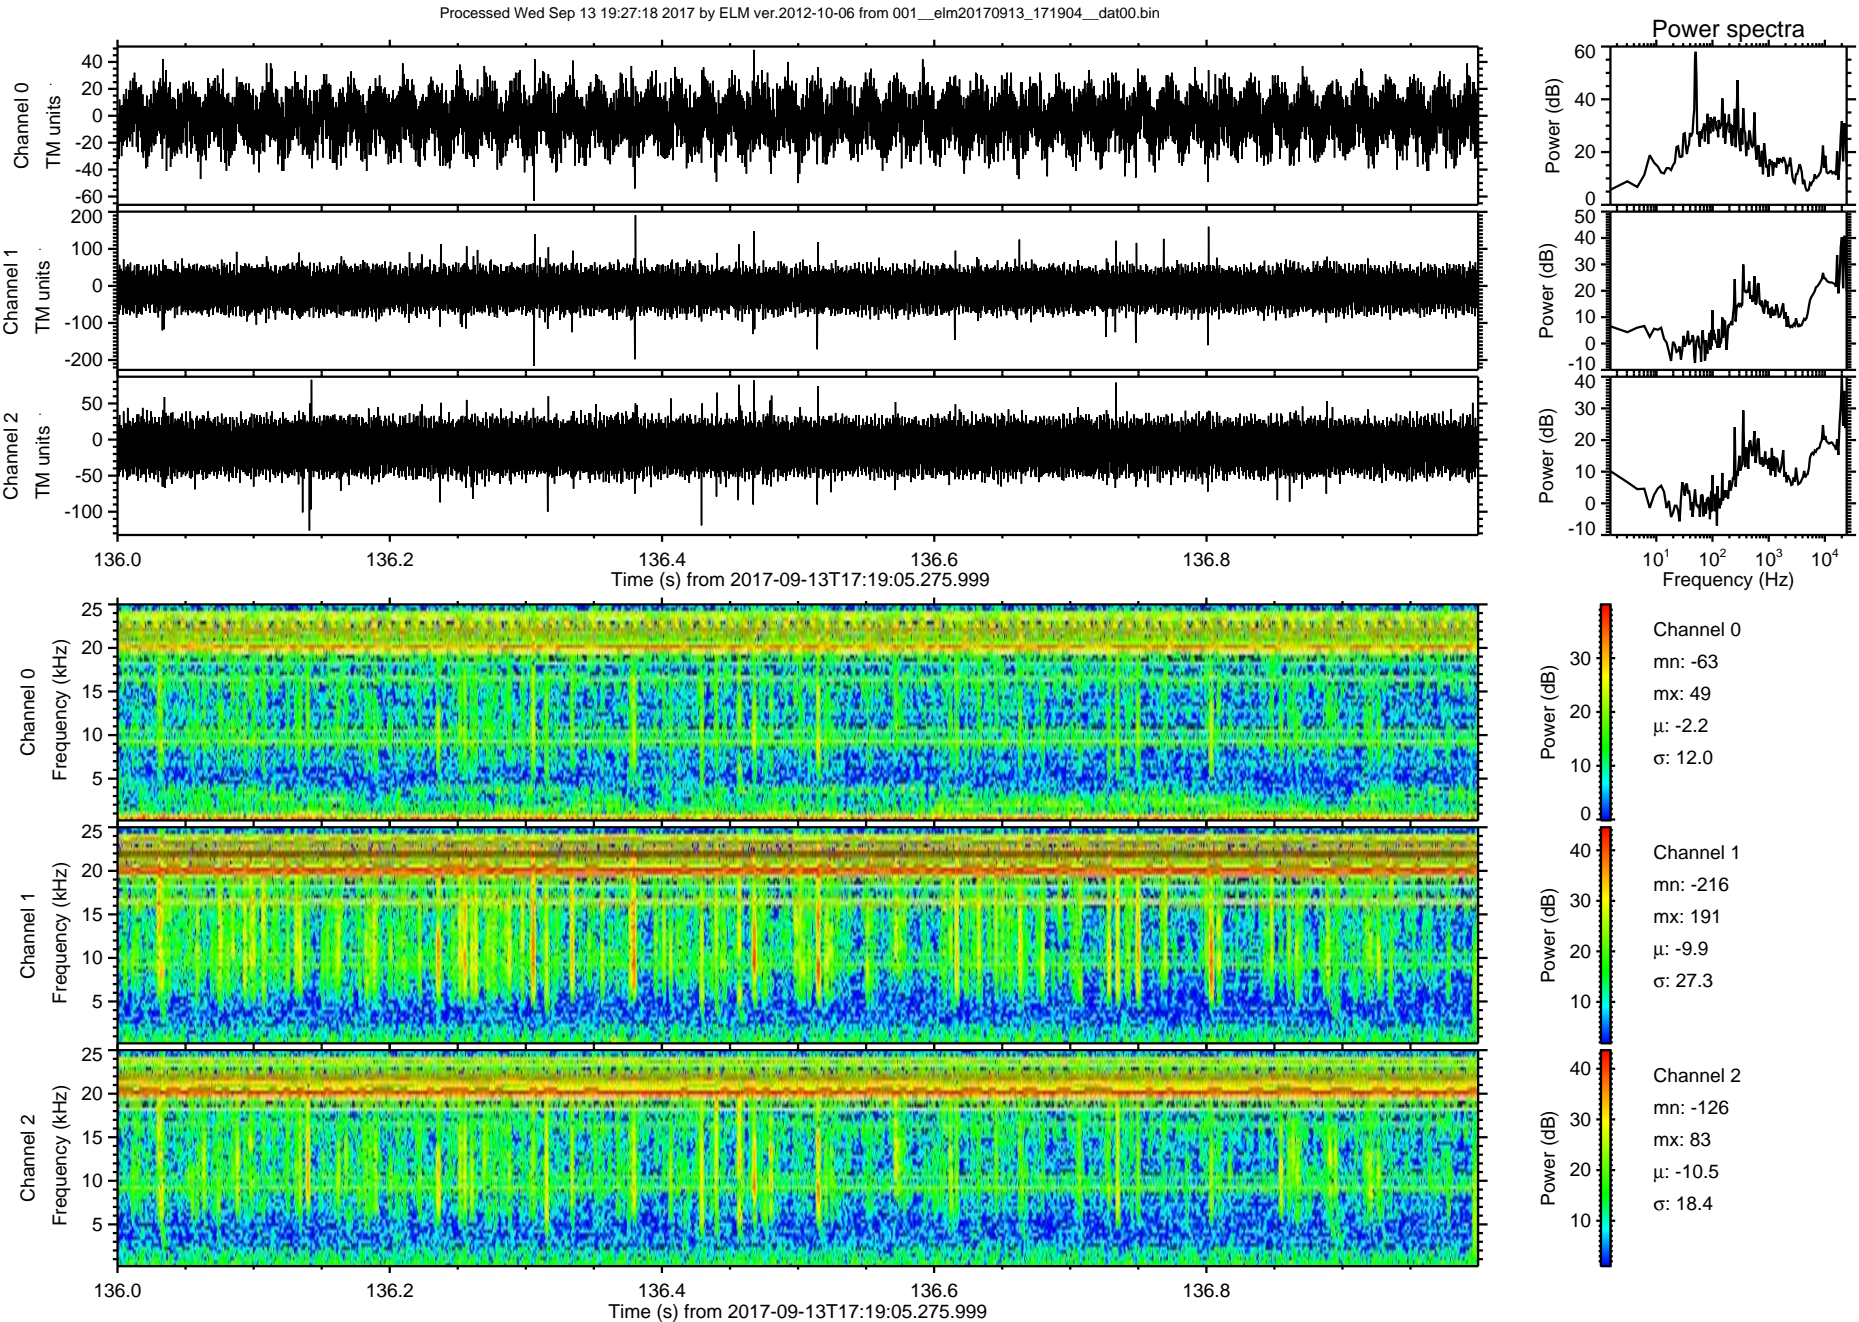 Processed Wed Sep 13 19:27:18 2017 by ELM ver.2012-10-06 from 001__elm20170913_171904__dat00.bin
Power spectra
Channel 0
TM units
40
20
0
-20
-40
-60
Power (dB)
60
40
20
0
Channel 1
TM units
200
100
0
-100
-200
Power (dB)
50
40
30
20
10
0
-10
Channel 2
TM units
50
0
-50
-100
Power (dB)
40
30
20
10
0
-10
136.0 136.2 136.4 136.6 136.8
Time (s) from 2017-09-13T17:19:05.275.999
10^1 10^2 10^3 10^4
Frequency (Hz)
Channel 0
Frequency (kHz)
25
20
15
10
5
Power (dB)
30
20
10
0
Channel 0
mn: -63
mx: 49
µ: -2.2
σ: 12.0
Channel 1
Frequency (kHz)
25
20
15
10
5
Power (dB)
40
30
20
10
Channel 1
mn: -216
mx: 191
µ: -9.9
σ: 27.3
Channel 2
Frequency (kHz)
25
20
15
10
5
Power (dB)
40
30
20
10
Channel 2
mn: -126
mx: 83
µ: -10.5
σ: 18.4
136.0 136.2 136.4 136.6 136.8
Time (s) from 2017-09-13T17:19:05.275.999